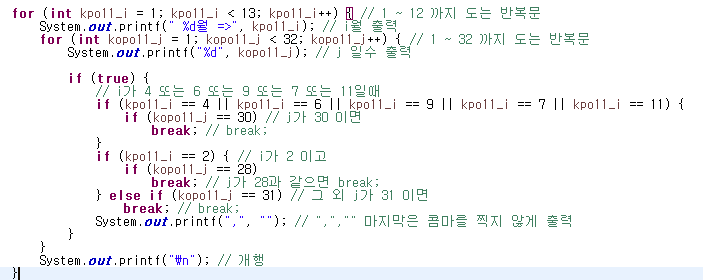 for (int kpo11_i = 1; kpo11_i < 13; kpo11_i++) { // 1 ~ 12 까지 도는 반복문
System.out.printf(" %d월 =>", kpo11_i); // i월 출력
for (int kopo11_j = 1; kopo11_j < 32; kopo11_j++) { // 1 ~ 32 까지 도는 반복문
System.out.printf("%d", kopo11_j); // j 일수 출력
if (true) {
// i가 4 또는 6 또는 9 또는 7 또는 11일때
if (kpo11_i == 4 || kpo11_i == 6 || kpo11_i == 9 || kpo11_i == 7 || kpo11_i == 11) {
if (kopo11_j == 30) // j가 30 이면
break; // break;
}
if (kpo11_i == 2) { // i가 2 이고
if (kopo11_j == 28)
break; // j가 28과 같으면 break;
} else if (kopo11_j == 31) // 그 외 j가 31 이면
break; // break;
System.out.printf(",", ""); // ",","" 마지막은 콤마를 찍지 않게 출력
}
}
System.out.printf("\n"); // 개행
}